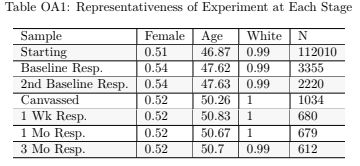 Table OA1: Representativeness of Experiment at Each Stage
Sample Female Age White N
Starting 0.51 46.87 0.99 112010
Baseline Resp. 0.54 47.62 0.99 3355
2nd Baseline Resp. 0.54 47.63 0.99 2220
Canvassed 0.52 50.26 1 1034
1 Wk Resp. 0.52 50.83 1 680
1 Mo Resp. 0.52 50.67 1 679
3 Mo Resp. 0.52 50.7 0.99 612